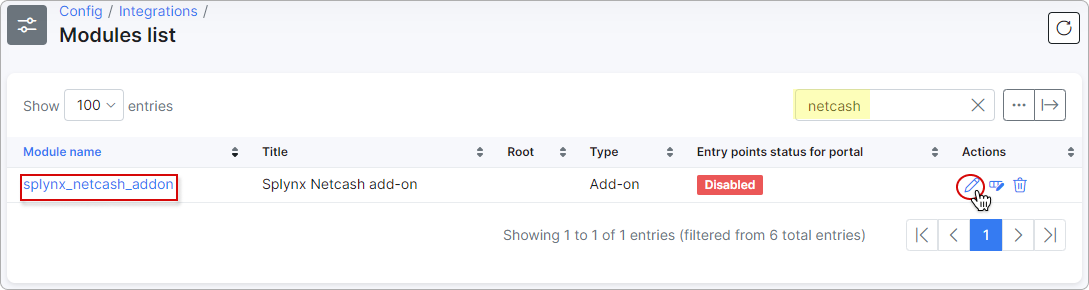 Config / Integrations /
Modules list
Show 100 entries
netcash
Module name Title Root Type Entry points status for portal Actions
splynx_netcash_addon Splynx Netcash add-on Add-on Disabled
Showing 1 to 1 of 1 entries (filtered from 6 total entries) 1